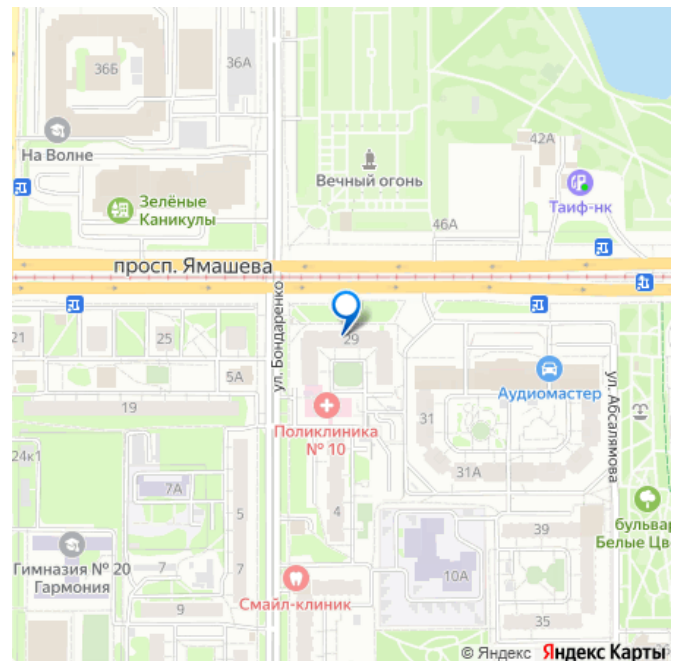 36Б
36А
На Волне
Зелёные
Каникулы
Вечный огонь
42А
Таиф-нк
46А
просп. Ямашева
ул. Бондаренко
21
25
29
5А
19
Аудиомастер
ул. Абсалямова
Поликлиника
№ 10
31
31А
24к1
7А
5
4
39
бульвар
Белые Цв
Гимназия № 20
Гармония
7
7
10А
Смайл-клиник
9
35
© Яндекс Яндекс Карты